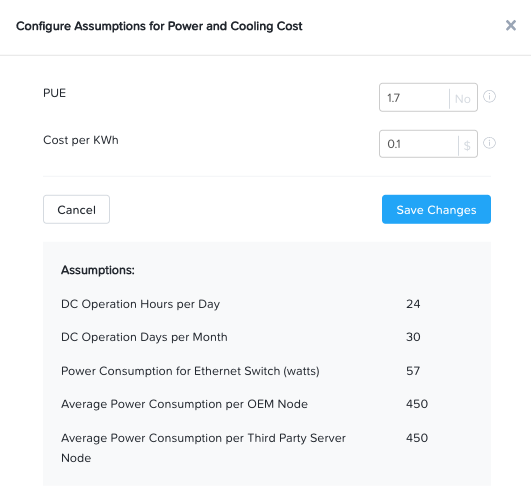 Configure Assumptions for Power and Cooling Cost ×
PUE 1.7 No
Cost per KWh 0.1 $
Cancel Save Changes
Assumptions:
DC Operation Hours per Day 24
DC Operation Days per Month 30
Power Consumption for Ethernet Switch (watts) 57
Average Power Consumption per OEM Node 450
Average Power Consumption per Third Party Server 450
Node